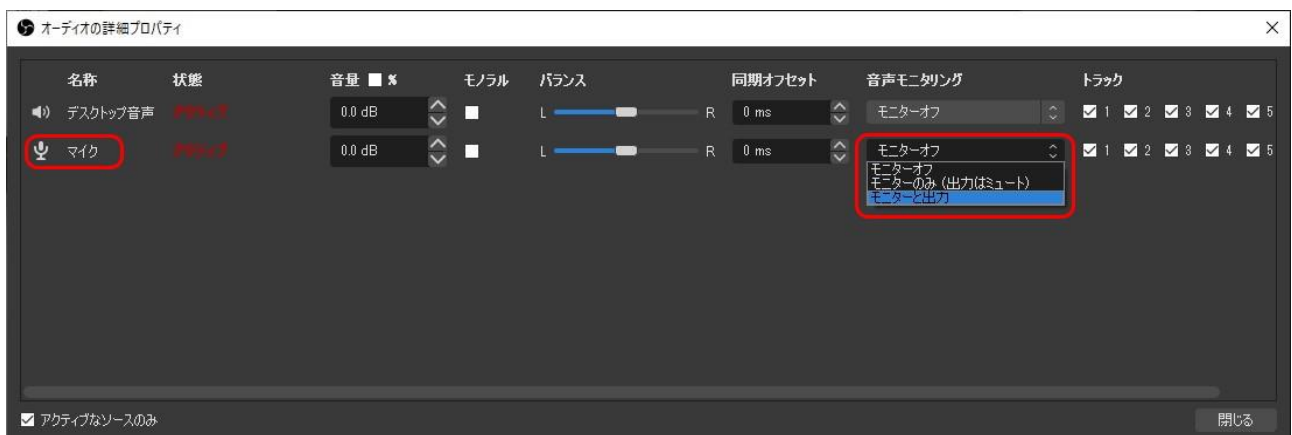 オーディオの詳細プロパティ
名称 状態 音量 % モノラル バランス 同期オフセット 音声モニタリング トラック
デスクトップ音声 アクティブ 0.0 dB L R 0 ms モニターオフ 1 2 3 4 5
マイク アクティブ 0.0 dB L R 0 ms モニターオフ 1 2 3 4 5
モニターオフ
モニターのみ (出力はミュート)
モニターと出力
アクティブなソースのみ 閉じる